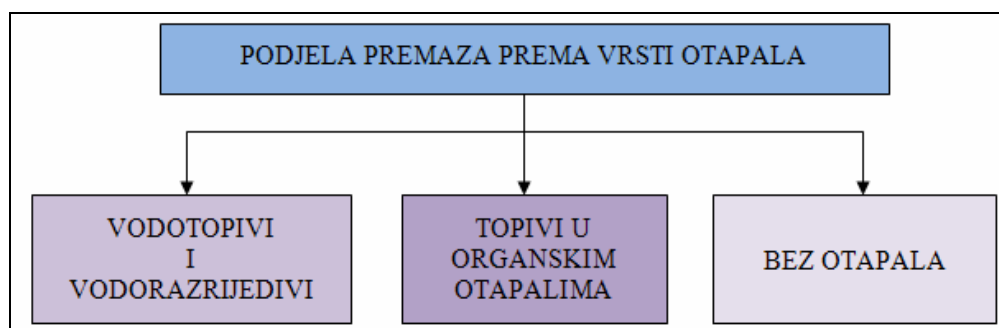 PODJELA PREMAZA PREMA VRSTI OTAPALA
VODOTOPIVI
I
VODORAZRIJEDIVI
TOPIVI U
ORGANSKIM
OTAPALIMA
BEZ OTAPALA